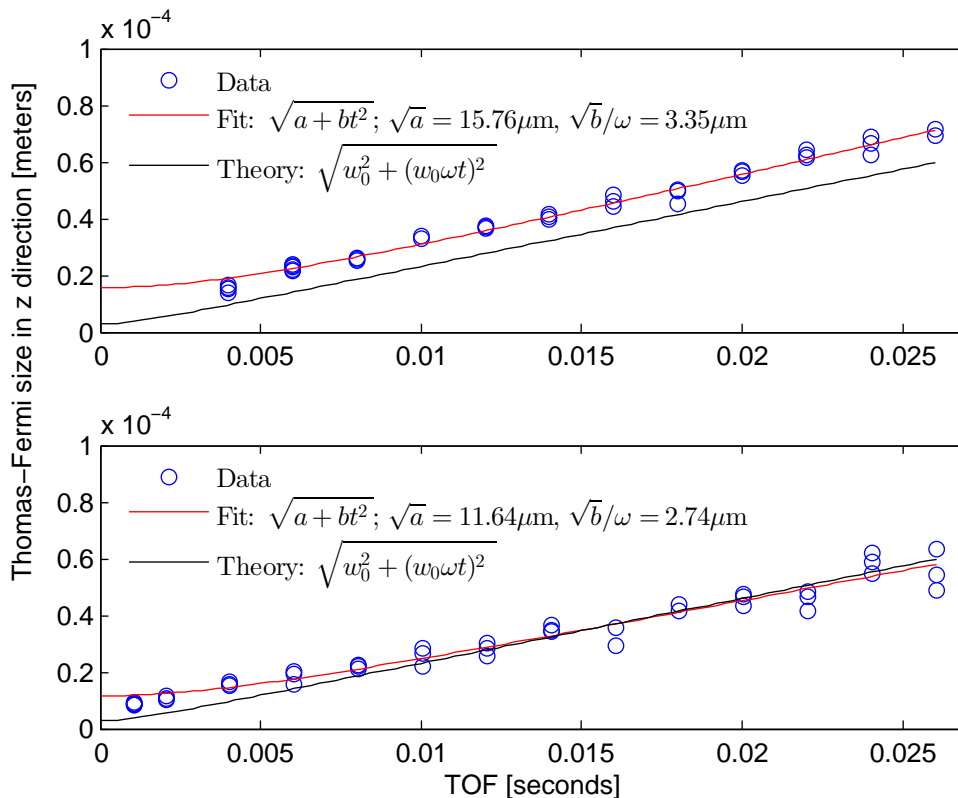 x 10⁻⁴
1
0.8
0.6
0.4
0.2
0
Data
Fit: √(a + bt²); √a = 15.76μm, √b/ω = 3.35μm
Theory: √(w₀² + (w₀ωt)²)
0 0.005 0.01 0.015 0.02 0.025
Thomas−Fermi size in z direction [meters]
x 10⁻⁴
1
0.8
0.6
0.4
0.2
0
Data
Fit: √(a + bt²); √a = 11.64μm, √b/ω = 2.74μm
Theory: √(w₀² + (w₀ωt)²)
0 0.005 0.01 0.015 0.02 0.025
TOF [seconds]